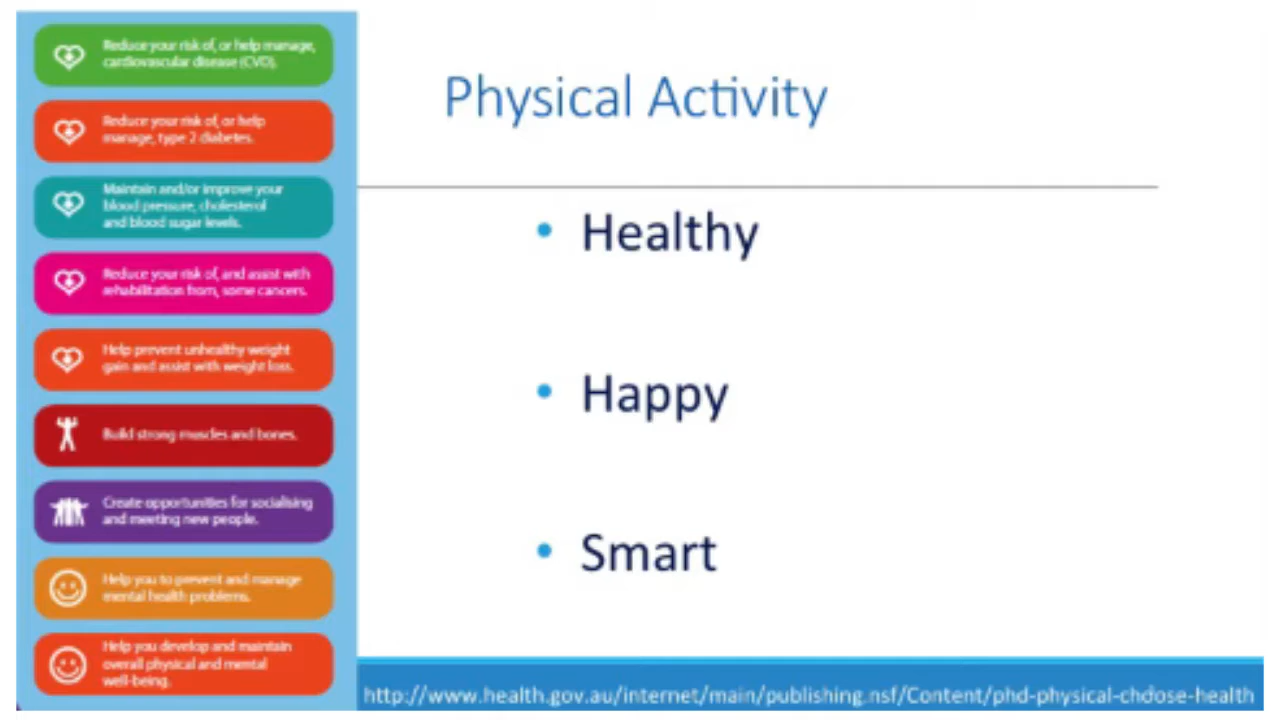 Reduce your risk of, or help manage,
cardiovascular disease (CVD).
Reduce your risk of, or help
manage, type 2 diabetes.
Maintain and/or improve your
blood pressure, cholesterol
and blood sugar levels.
Reduce your risk of, and assist with
rehabilitation from, some cancers.
Help prevent unhealthy weight
gain and assist with weight loss.
Build strong muscles and bones.
Create opportunities for socialising
and meeting new people.
Help you to prevent and manage
mental health problems.
Help you develop and maintain
overall physical and mental
well-being.
Physical Activity
• Healthy
• Happy
• Smart
http://www.health.gov.au/internet/main/publishing.nsf/Content/phd-physical-chdose-health